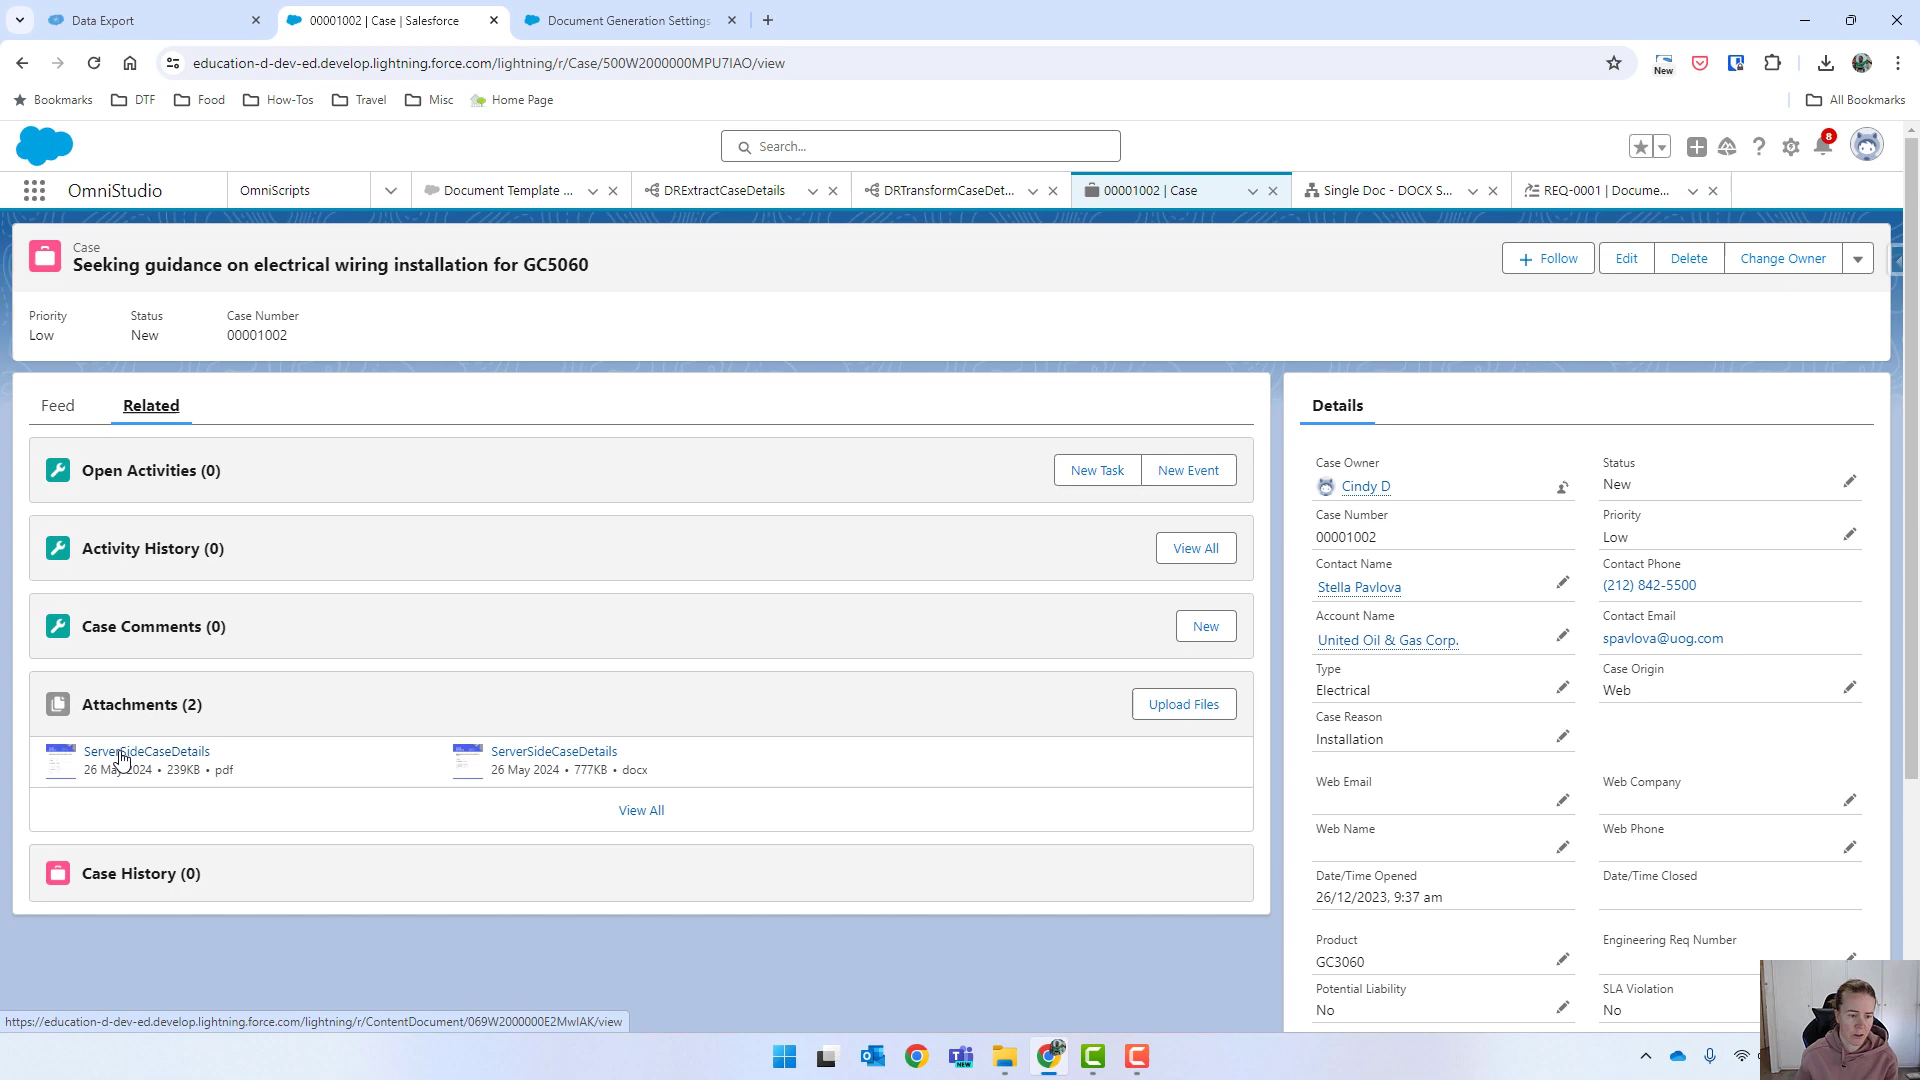 Data Export
00001002 | Case | Salesforce
Document Generation Settings
education-d-dev-ed.develop.lightning.force.com/lightning/r/Case/500W2000000MPU7IAO/view
New
Bookmarks
DTF
Food
How-Tos
Travel
Misc
Home Page
All Bookmarks
Search...
8
OmniStudio
OmniScripts
Document Template ...
DRExtractCaseDetails
DRTransformCaseDet...
00001002 | Case
Single Doc - DOCX S...
REQ-0001 | Docume...
Case
Seeking guidance on electrical wiring installation for GC5060
Follow
Edit
Delete
Change Owner
Priority
Low
Status
New
Case Number
00001002
Feed
Related
Open Activities (0)
New Task
New Event
Activity History (0)
View All
Case Comments (0)
New
Attachments (2)
Upload Files
ServerSideCaseDetails
26 May 2024 • 239KB • pdf
ServerSideCaseDetails
26 May 2024 • 777KB • docx
View All
Case History (0)
Details
Case Owner
Cindy D
Status
New
Case Number
00001002
Priority
Low
Contact Name
Stella Pavlova
Contact Phone
(212) 842-5500
Account Name
United Oil & Gas Corp.
Contact Email
spavlova@uog.com
Type
Electrical
Case Origin
Web
Case Reason
Installation
Web Email
Web Company
Web Name
Web Phone
Date/Time Opened
26/12/2023, 9:37 am
Date/Time Closed
Product
GC3060
Engineering Req Number
Potential Liability
No
SLA Violation
No
https://education-d-dev-ed.develop.lightning.force.com/lightning/r/ContentDocument/069W2000000E2MwIAK/view
NEW